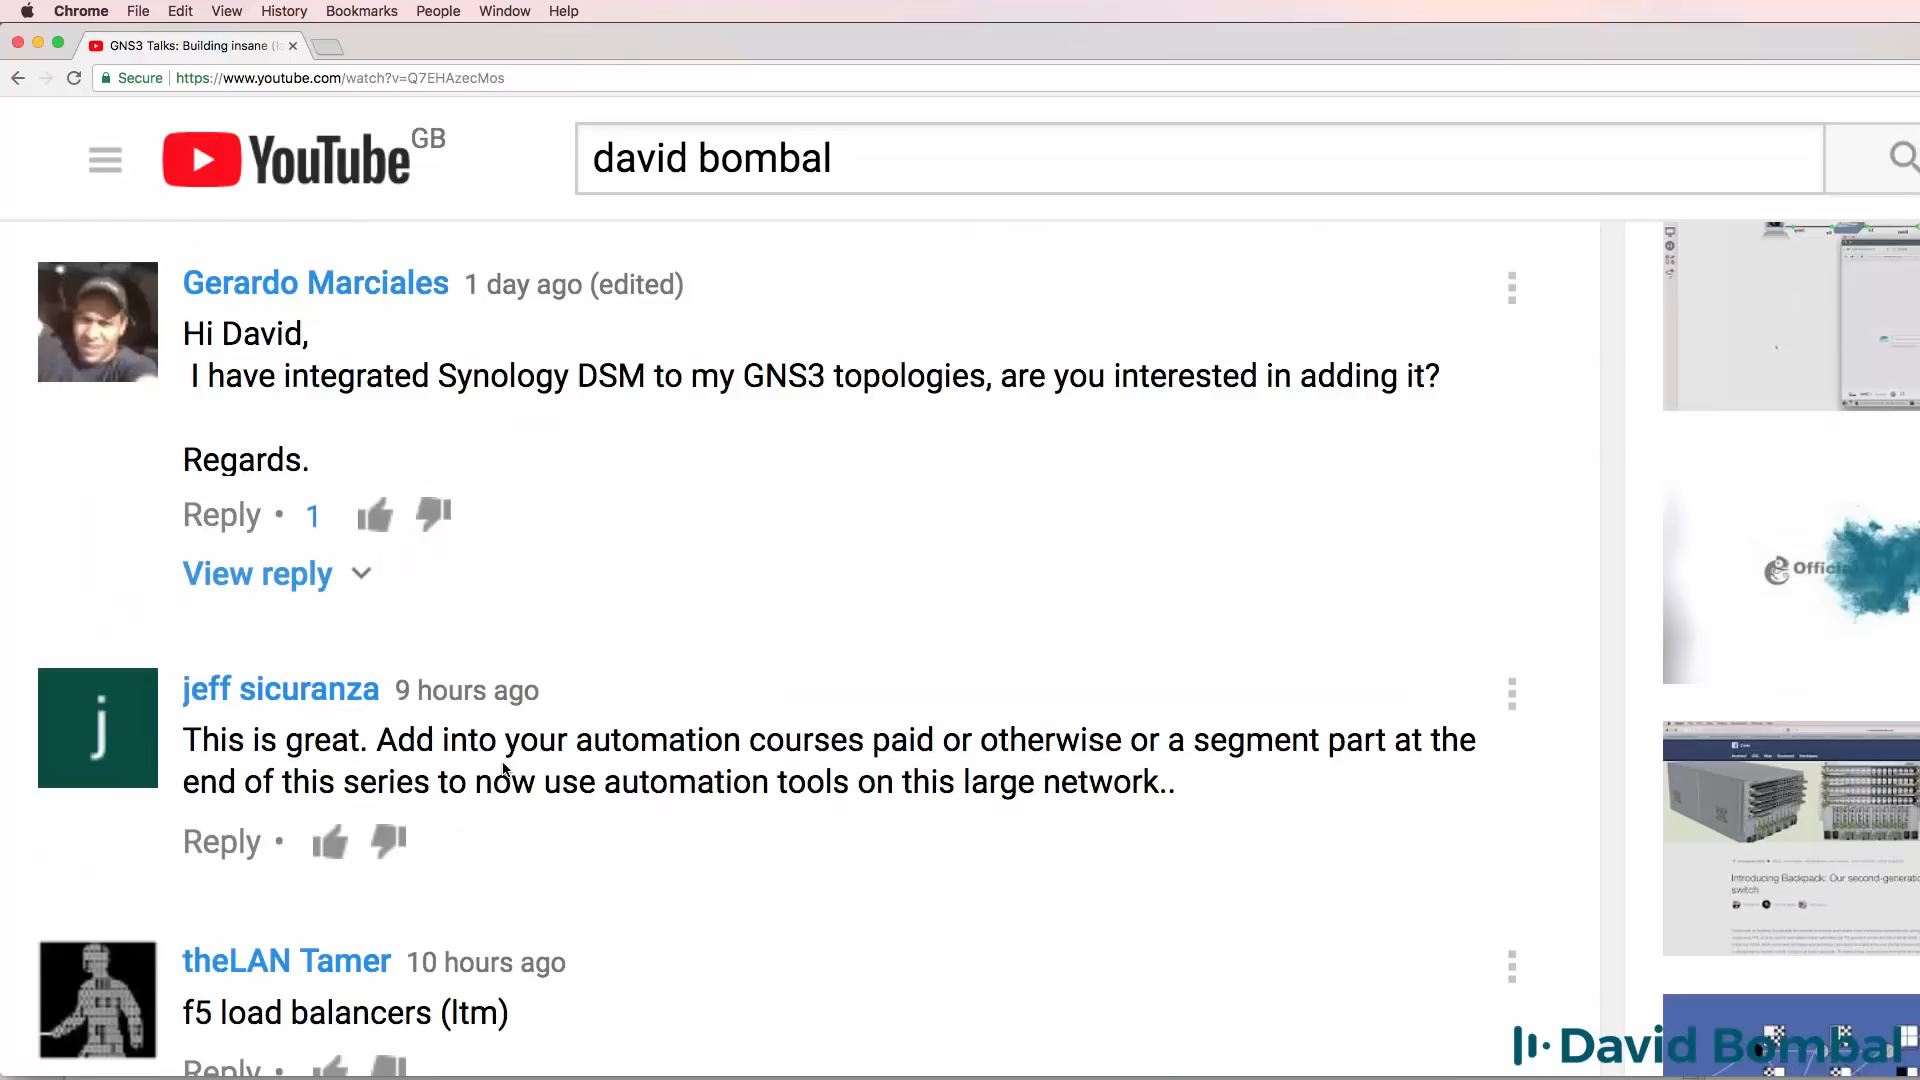 Chrome File Edit View History Bookmarks People Window Help
GNS3 Talks: Building insane (la
Secure https://www.youtube.com/watch?v=Q7EHAzecMos
YouTube GB
david bombal
Gerardo Marciales 1 day ago (edited)
Hi David,
I have integrated Synology DSM to my GNS3 topologies, are you interested in adding it?
Regards.
Reply • 1
View reply
Offici
j
jeff sicuranza 9 hours ago
This is great. Add into your automation courses paid or otherwise or a segment part at the
end of this series to now use automation tools on this large network..
Reply •
Introducing Backpack: Our second-generatio
switch
theLAN Tamer 10 hours ago
f5 load balancers (ltm)
Reply
David Bombal